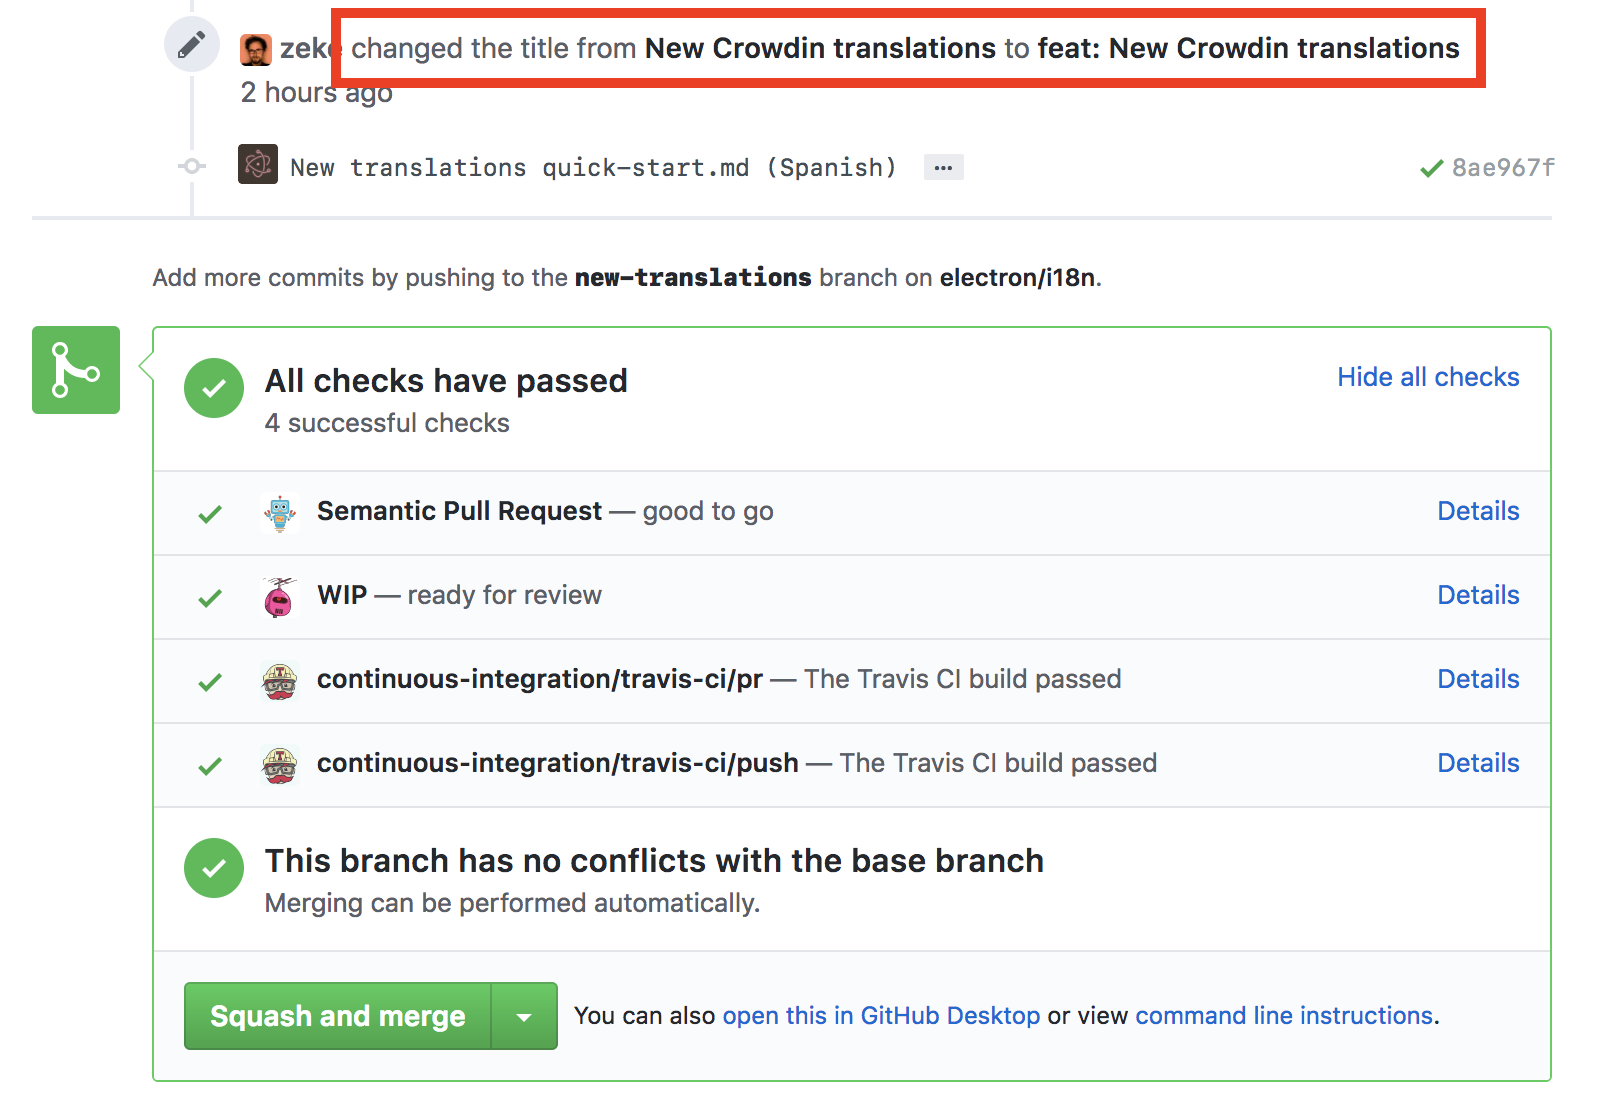 zeke changed the title from New Crowdin translations to feat: New Crowdin translations
2 hours ago
New translations quick-start.md (Spanish) ... 8ae967f
Add more commits by pushing to the new-translations branch on electron/i18n.
All checks have passed Hide all checks
4 successful checks
Semantic Pull Request — good to go Details
WIP — ready for review Details
continuous-integration/travis-ci/pr — The Travis CI build passed Details
continuous-integration/travis-ci/push — The Travis CI build passed Details
This branch has no conflicts with the base branch
Merging can be performed automatically.
Squash and merge You can also open this in GitHub Desktop or view command line instructions.